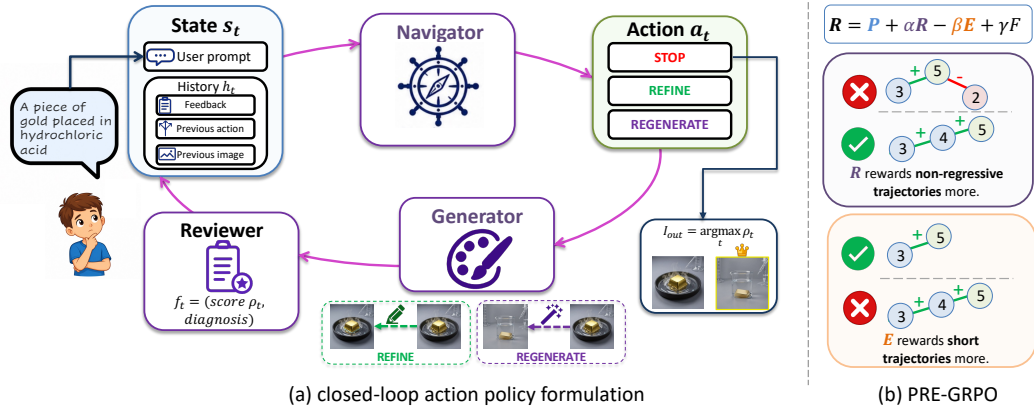 A piece of
gold placed in
hydrochloric
acid
State s_t
User prompt
History h_t
Feedback
Previous action
Previous image
Navigator
Action a_t
STOP
REFINE
REGENERATE
Generator
Reviewer
f_t = (score ρ_t,
diagnosis)
I_out = argmax ρ_t
t
REFINE
REGENERATE
(a) closed-loop action policy formulation
R = P + αR − βE + γF
3
+
5
-
2
3
+
4
+
5
R rewards non-regressive
trajectories more.
3
+
5
3
+
4
+
5
E rewards short
trajectories more.
(b) PRE-GRPO